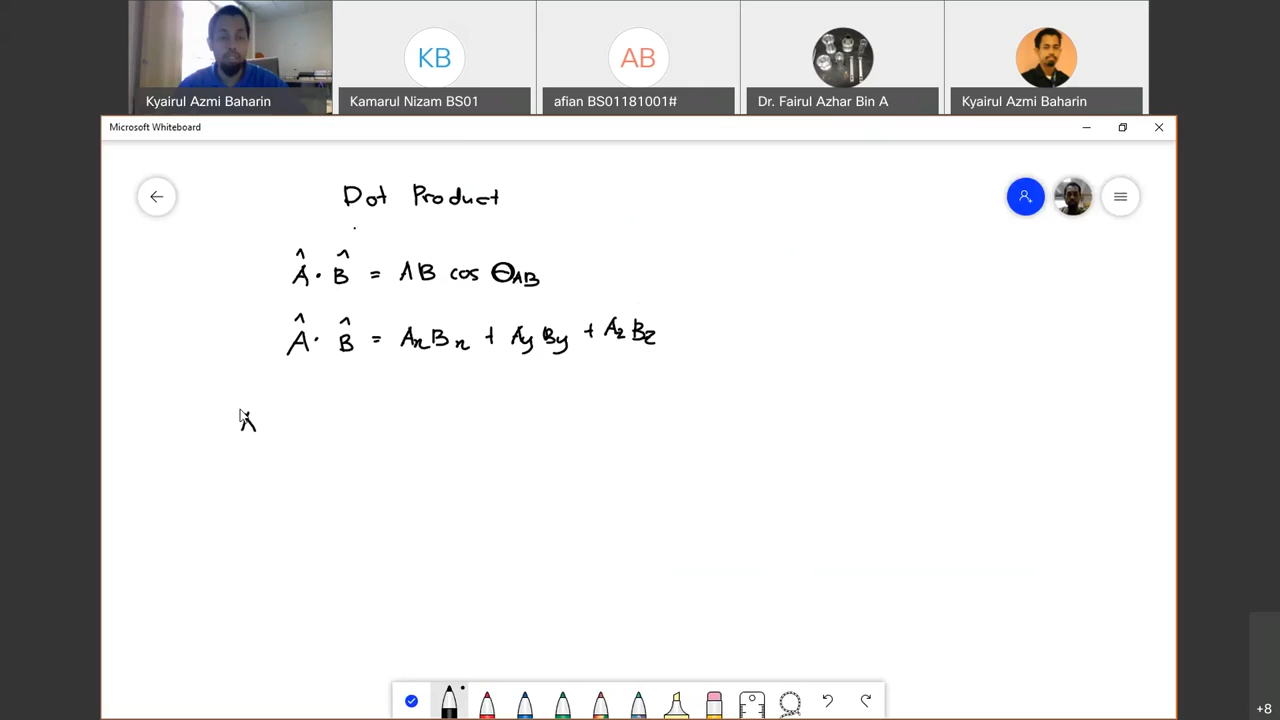 KB
AB
Kyairul Azmi Baharin
Kamarul Nizam BS01
afian BS01181001#
Dr. Fairul Azhar Bin A
Kyairul Azmi Baharin
Microsoft Whiteboard
Dot Product
Â · B̂ = AB cos θAB
Â · B̂ = AxBx + AyBy + AzBz
A
+8